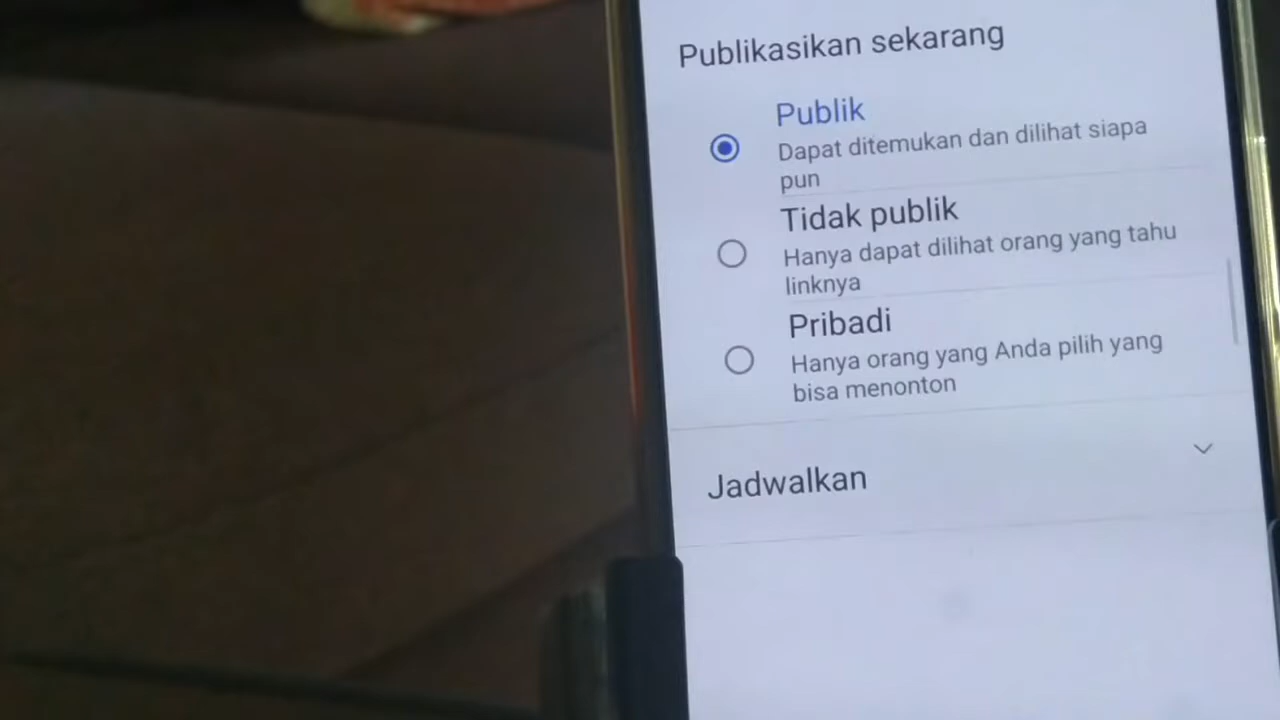 Publikasikan sekarang
Publik
Dapat ditemukan dan dilihat siapa
pun
Tidak publik
Hanya dapat dilihat orang yang tahu
linknya
Pribadi
Hanya orang yang Anda pilih yang
bisa menonton
Jadwalkan